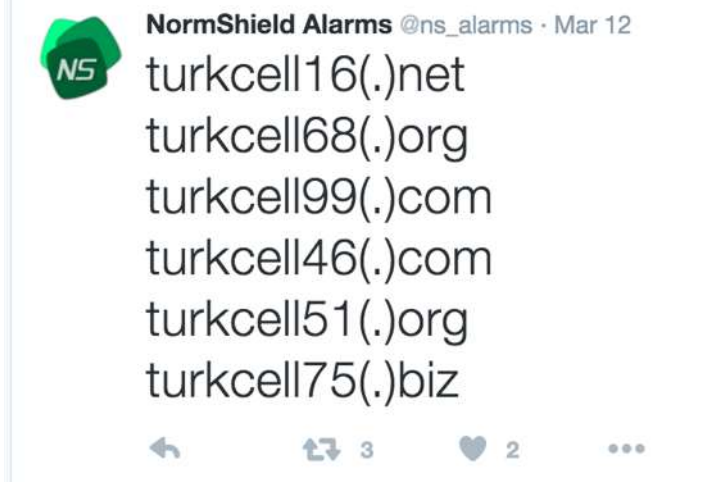 NormShield Alarms @ns_alarms · Mar 12
NS
turkcell16(.)net
turkcell68(.)org
turkcell99(.)com
turkcell46(.)com
turkcell51(.)org
turkcell75(.)biz
3 2